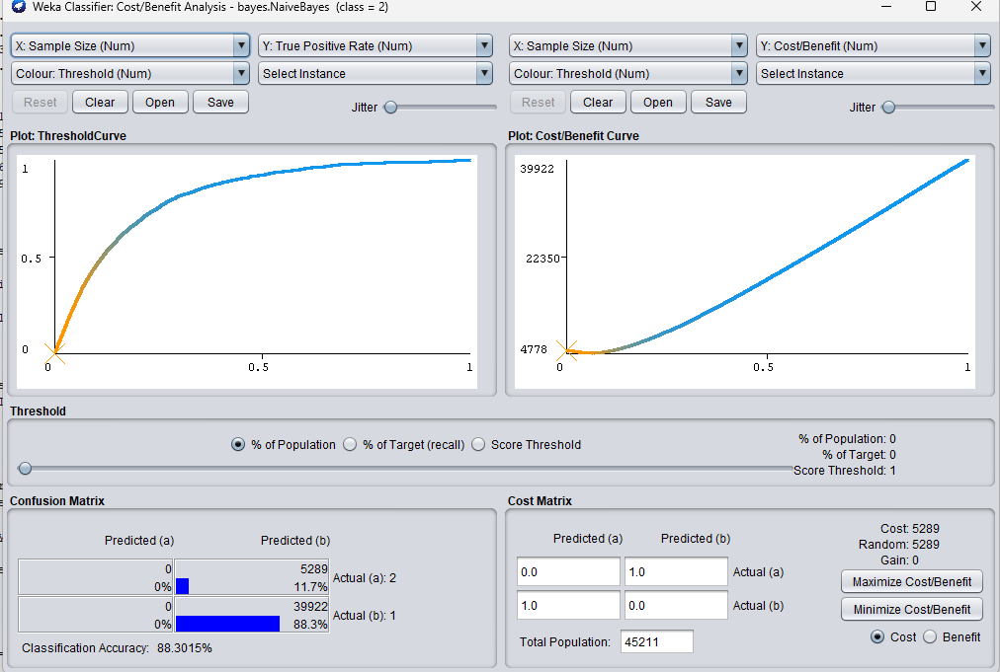 Weka Classifier: Cost/Benefit Analysis - bayes.NaiveBayes (class = 2)
X: Sample Size (Num) Y: True Positive Rate (Num) X: Sample Size (Num) Y: Cost/Benefit (Num)
Colour: Threshold (Num) Select Instance Colour: Threshold (Num) Select Instance
Reset Clear Open Save Jitter Reset Clear Open Save Jitter
Plot: ThresholdCurve Plot: Cost/Benefit Curve
1 39922
0.5 22350
0 4778
0 0.5 1 0 0.5 1
Threshold
% of Population % of Target (recall) Score Threshold
% of Population: 0
% of Target: 0
Score Threshold: 1
Confusion Matrix Cost Matrix
Predicted (a) Predicted (b) Predicted (a) Predicted (b)
0 5289
0% 11.7%
Actual (a): 2
0 39922
0% 88.3%
Actual (b): 1
Classification Accuracy: 88.3015%
0.0 1.0 Actual (a)
1.0 0.0 Actual (b)
Total Population: 45211
Cost: 5289
Random: 5289
Gain: 0
Maximize Cost/Benefit
Minimize Cost/Benefit
Cost Benefit